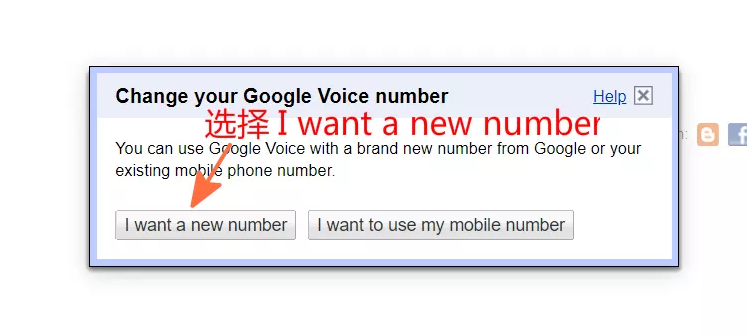 Change your Google Voice number
Help
选择 I want a new number
You can use Google Voice with a brand new number from Google or your
existing mobile phone number.
I want a new number
I want to use my mobile number